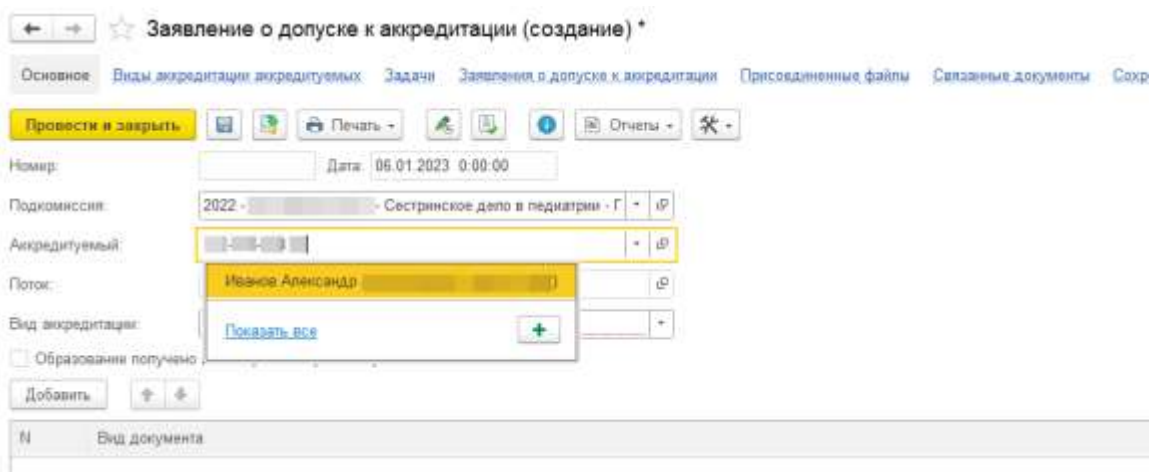 Заявление о допуске к аккредитации (создание) *
Основное Виды аккредитации аккредитуемых Задачи Заявления о допуске к аккредитации Присоединенные файлы Связанные документы Сохр
Провести и закрыть Печать Отчеты
Номер: Дата: 06.01.2023 0:00:00
Подкомиссия: 2022 - - Сестринское дело в педиатрии - Г
Аккредитуемый:
Поток: Иванов Александр
Вид аккредитации: Показать все
Образование получено
Добавить
N Вид документа